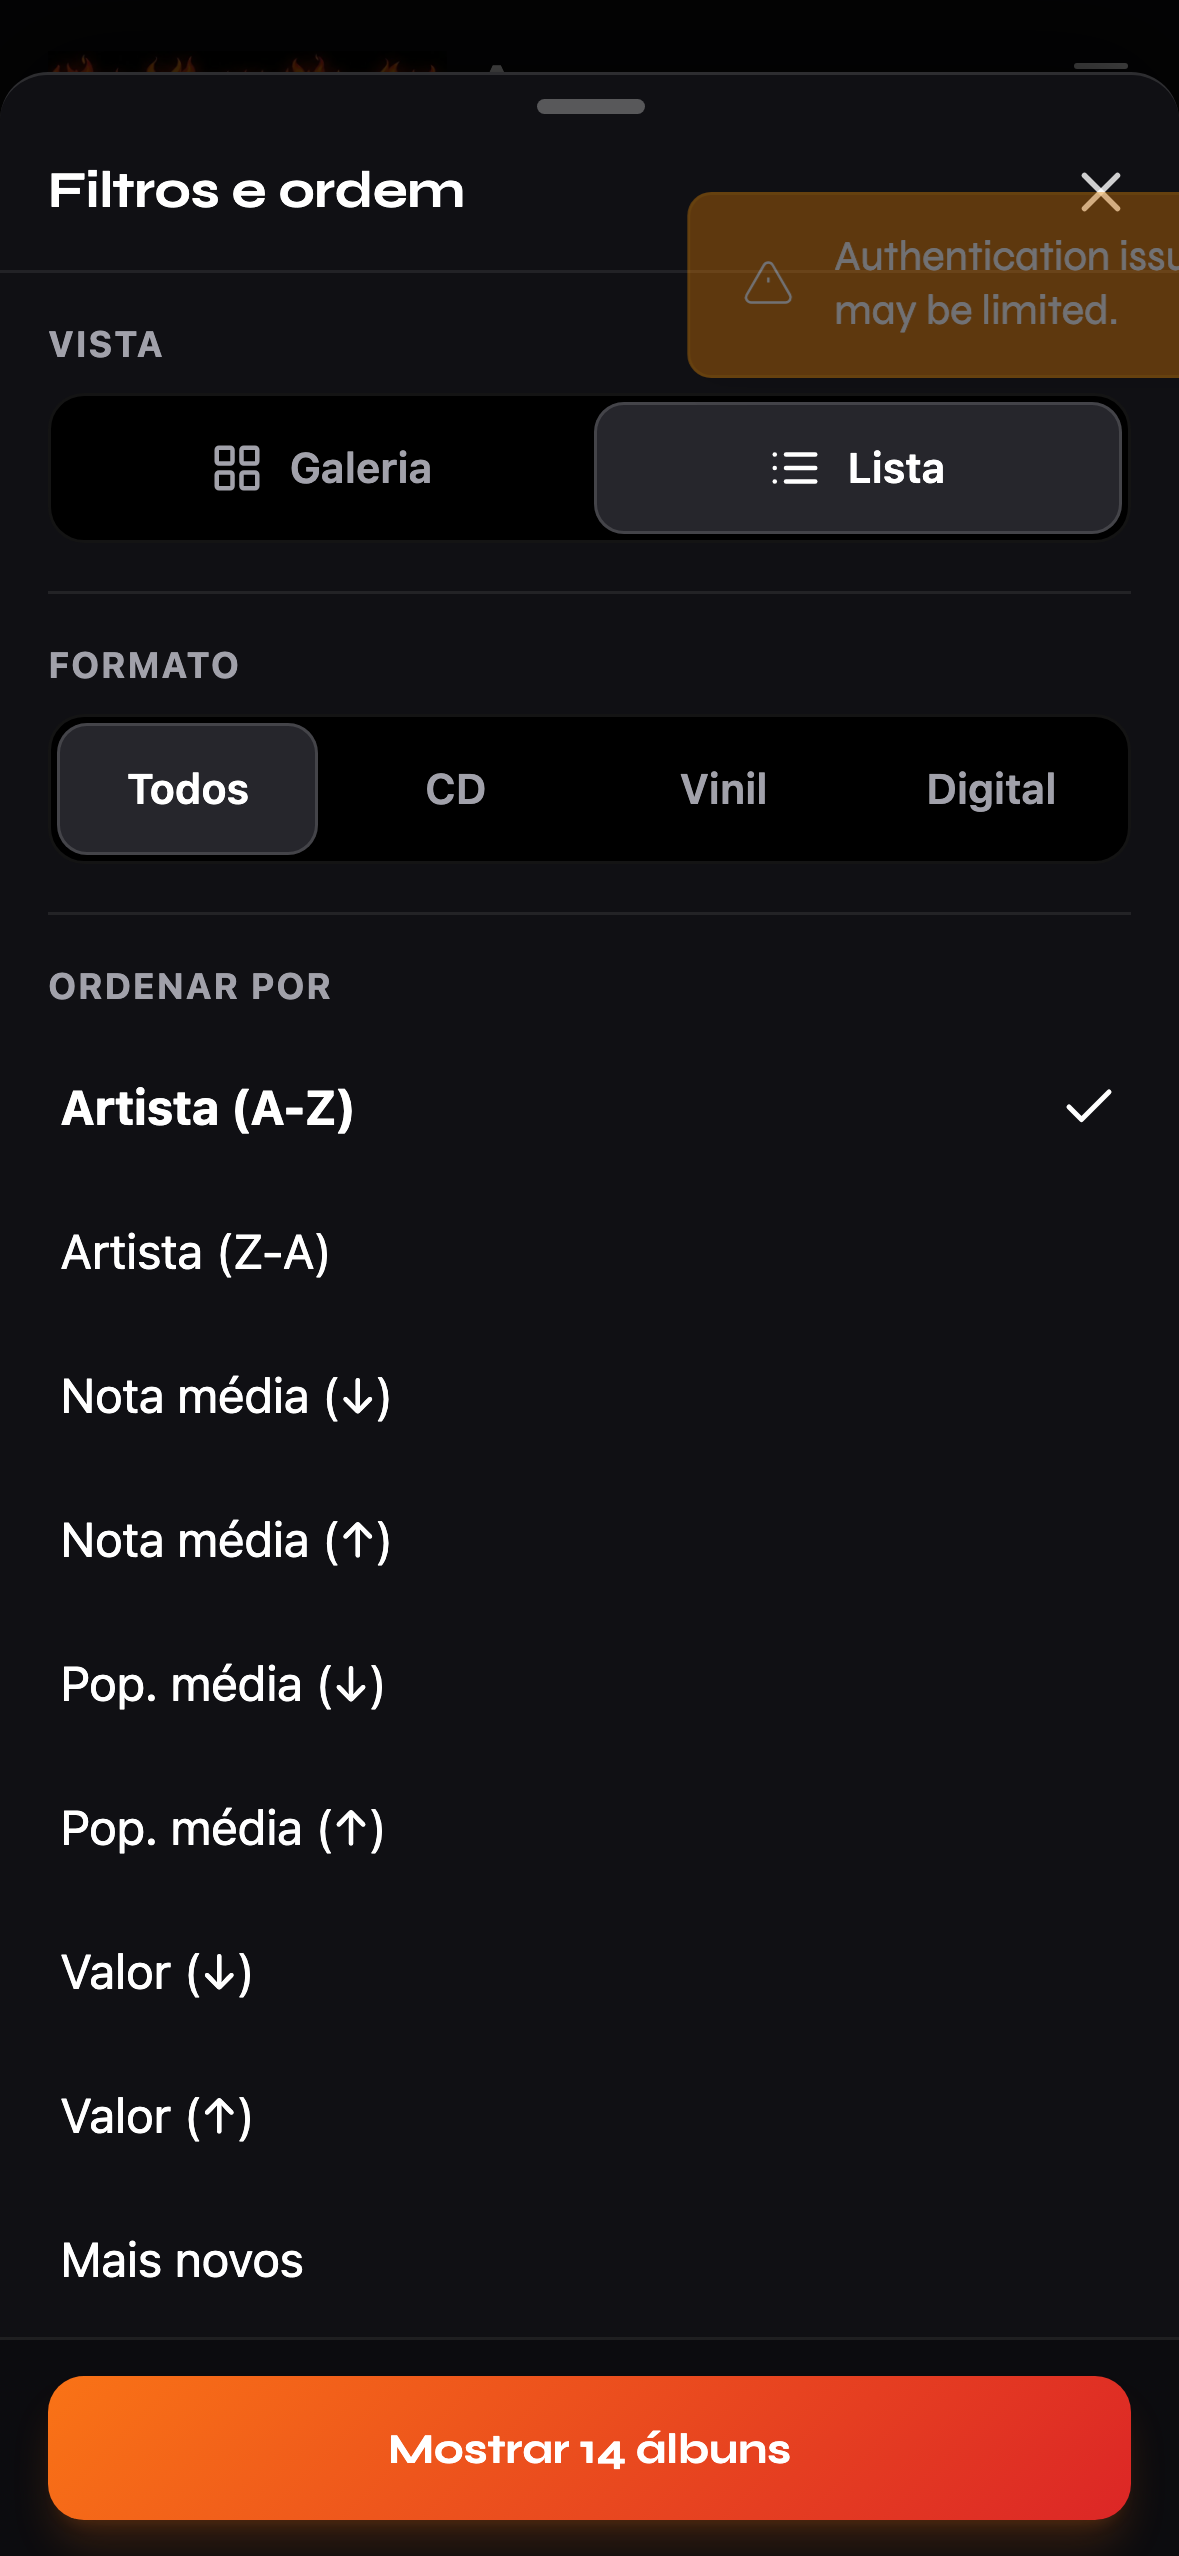 Filtros e ordem
Authentication issu
may be limited.
VISTA
Galeria
Lista
FORMATO
Todos
CD
Vinil
Digital
ORDENAR POR
Artista (A-Z)
Artista (Z-A)
Nota média (↓)
Nota média (↑)
Pop. média (↓)
Pop. média (↑)
Valor (↓)
Valor (↑)
Mais novos
Mostrar 14 álbuns